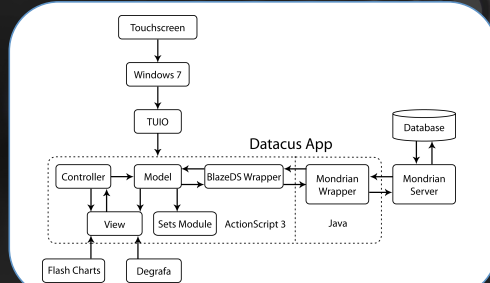 Touchscreen
Windows 7
TUIO
Datacus App
Database
Controller
Model
BlazeDS Wrapper
Mondrian
Wrapper
Mondrian
Server
View
Sets Module
ActionScript 3
Java
Flash Charts
Degrafa